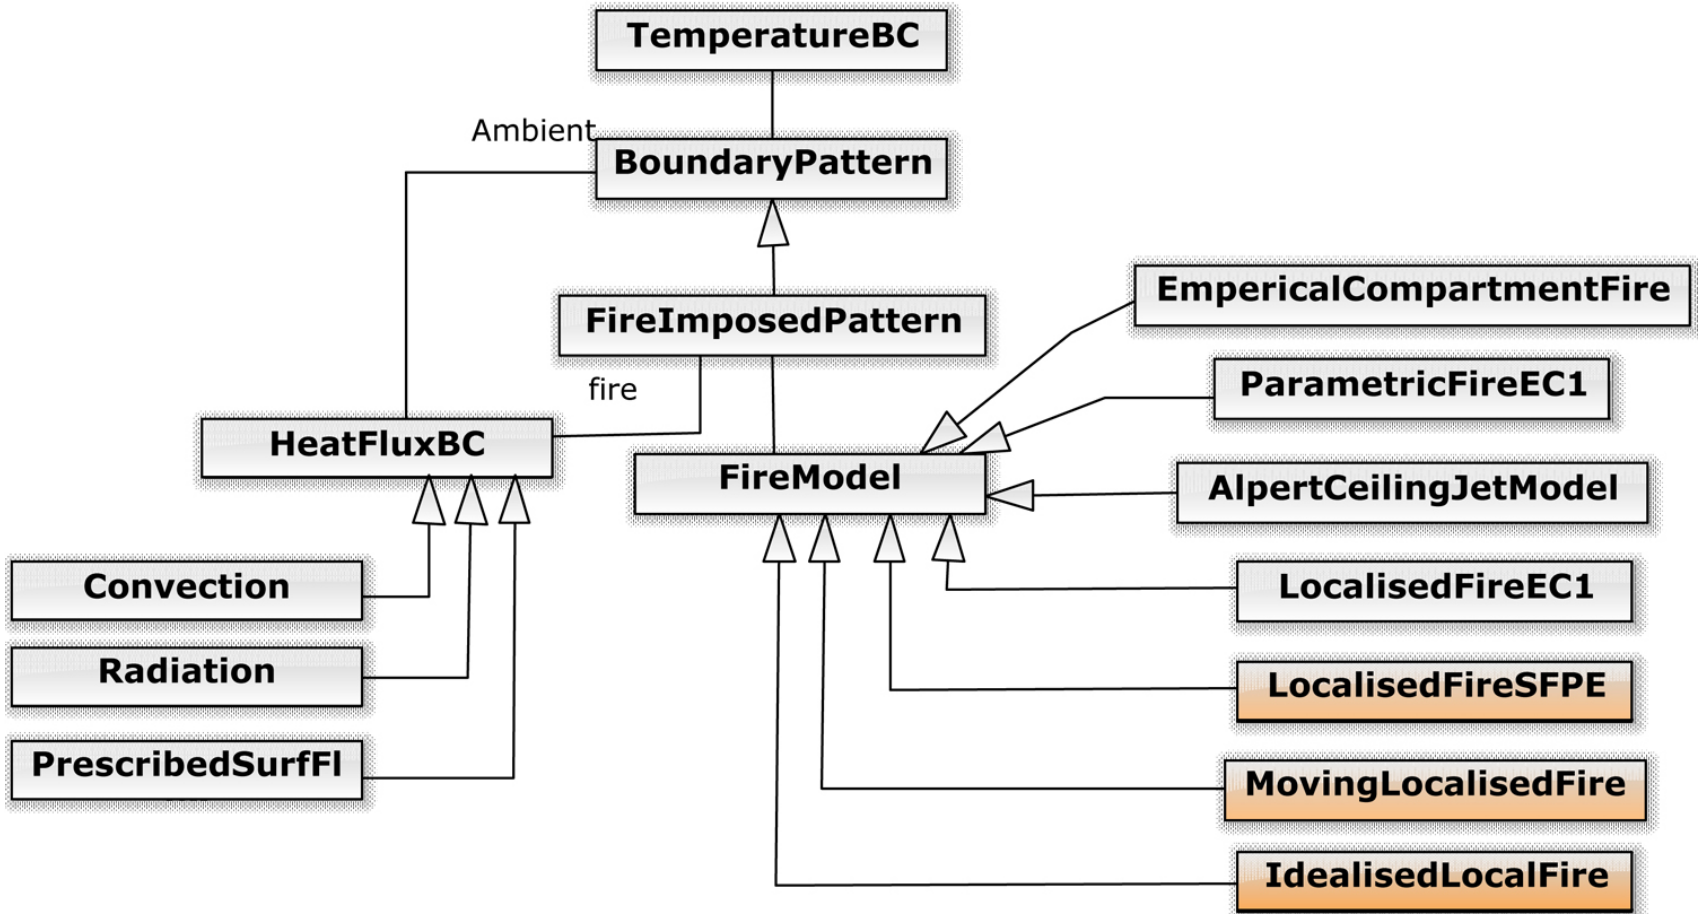 TemperatureBC
Ambient
BoundaryPattern
FireImposedPattern
EmpericalCompartmentFire
fire
ParametricFireEC1
HeatFluxBC
FireModel
AlpertCeilingJetModel
Convection
LocalisedFireEC1
Radiation
LocalisedFireSFPE
PrescribedSurfFl
MovingLocalisedFire
IdealisedLocalFire